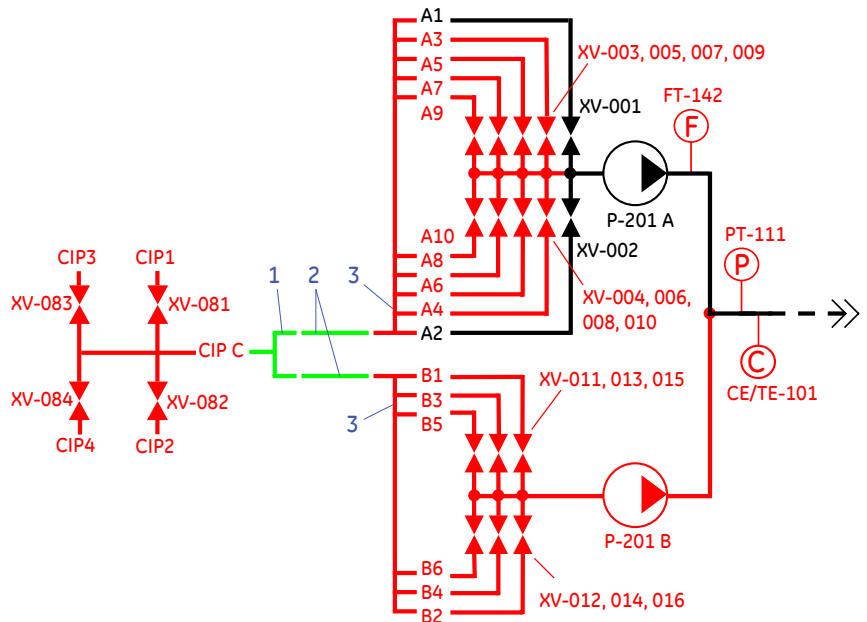 A1
A3
A5
A7
A9
XV-003, 005, 007, 009
FT-142
F
XV-001
P-201 A
XV-002
A10
A8
A6
A4
A2
XV-004, 006,
008, 010
PT-111
P
C
CE/TE-101
CIP3
CIP1
XV-083
XV-081
CIP C
XV-084
XV-082
CIP4
CIP2
1
2
3
3
B1
B3
B5
XV-011, 013, 015
P-201 B
B6
B4
B2
XV-012, 014, 016